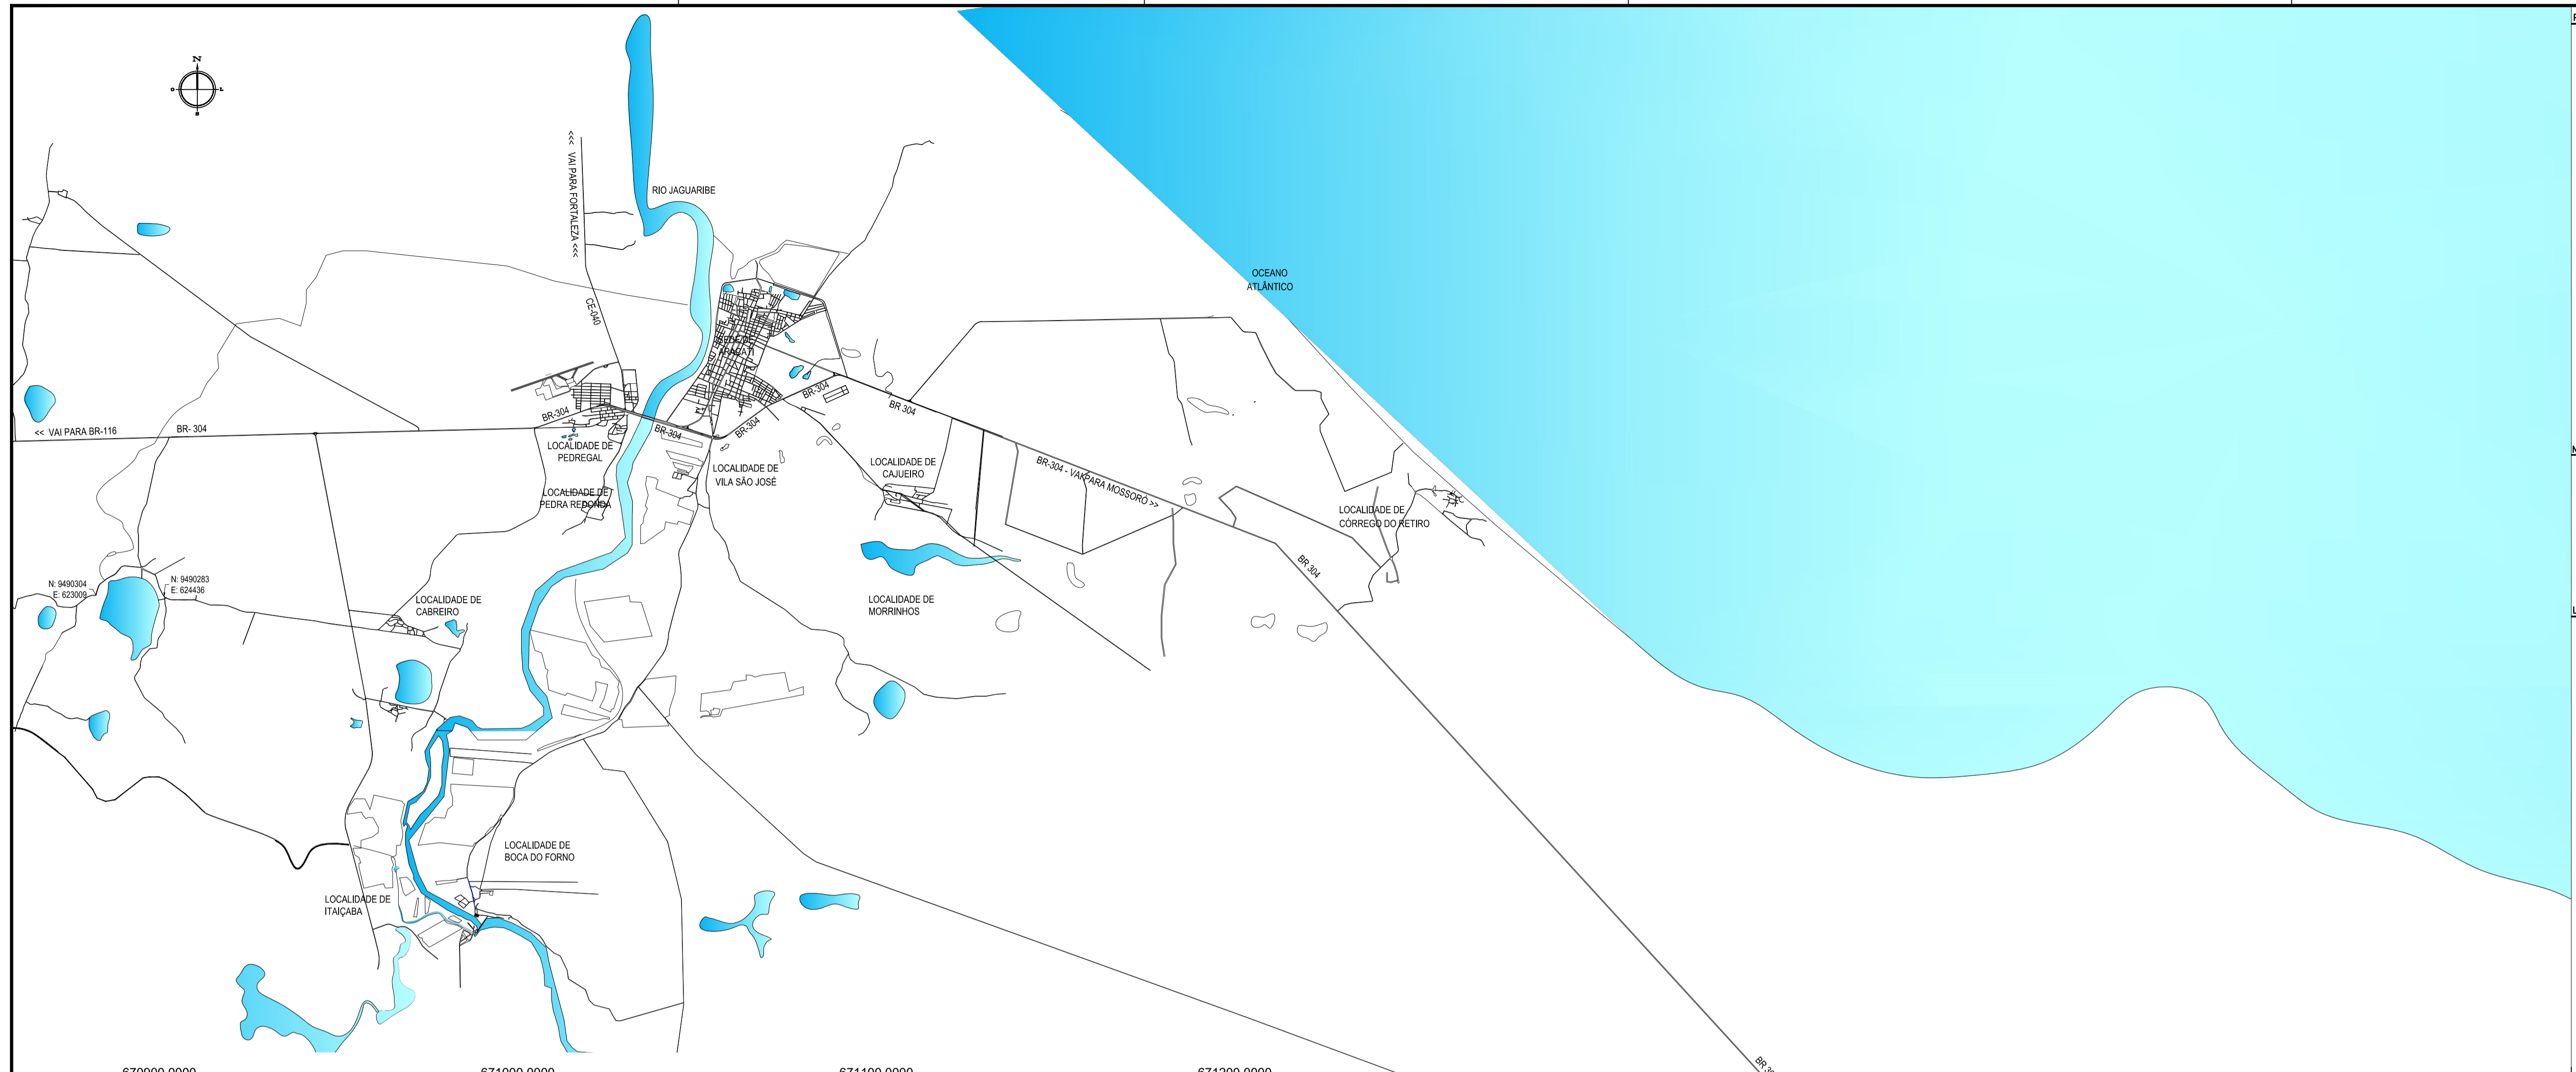 N
O
L
S
<<< VAI PARA FORTALEZA <<<
RIO JAGUARIBE
CE-040
OCEANO
ATLÂNTICO
SEDE DE
ARACATI
BR-304
BR-304
BR 304
<< VAI PARA BR-116
BR- 304
BR-304
BR-304
LOCALIDADE DE
PEDREGAL
LOCALIDADE DE
VILA SÃO JOSÉ
LOCALIDADE DE
CAJUEIRO
BR-304 - VAI PARA MOSSORÓ >>
LOCALIDADE DE
PEDRA REDONDA
LOCALIDADE DE
CÓRREGO DO RETIRO
BR 304
N: 9490304
E: 623009
N: 9490283
E: 624436
LOCALIDADE DE
CABREIRO
LOCALIDADE DE
MORRINHOS
LOCALIDADE DE
BOCA DO FORNO
LOCALIDADE DE
ITAIÇABA